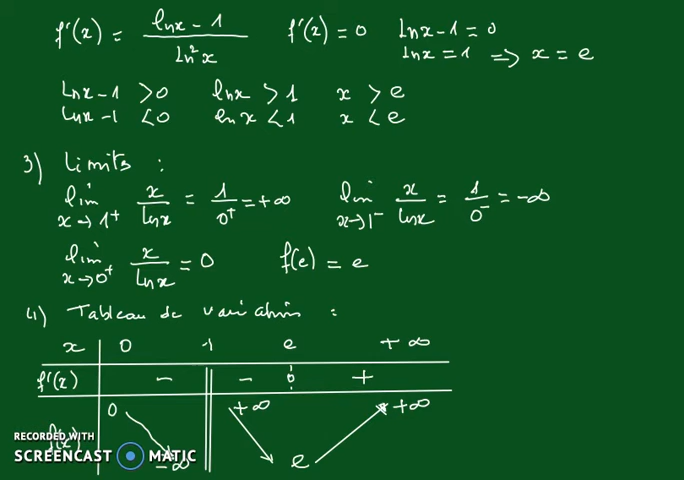 f'(x) = (lnx - 1)/(ln²x) f'(x) = 0 lnx - 1 = 0
lnx = 1 => x = e
lnx - 1 > 0 lnx > 1 x > e
lnx - 1 < 0 lnx < 1 x < e
3) Limits :
lim x→1⁺ x/lnx = 1/0⁺ = +∞ lim x→1⁻ x/lnx = 1/0⁻ = -∞
lim x→0⁺ x/lnx = 0 f(e) = e
4) Tableau de variations :
x 0 1 e +∞
f'(x) - - 0 +
0 +∞ +∞
f(x)
-∞ e
RECORDED WITH
SCREENCAST MATIC